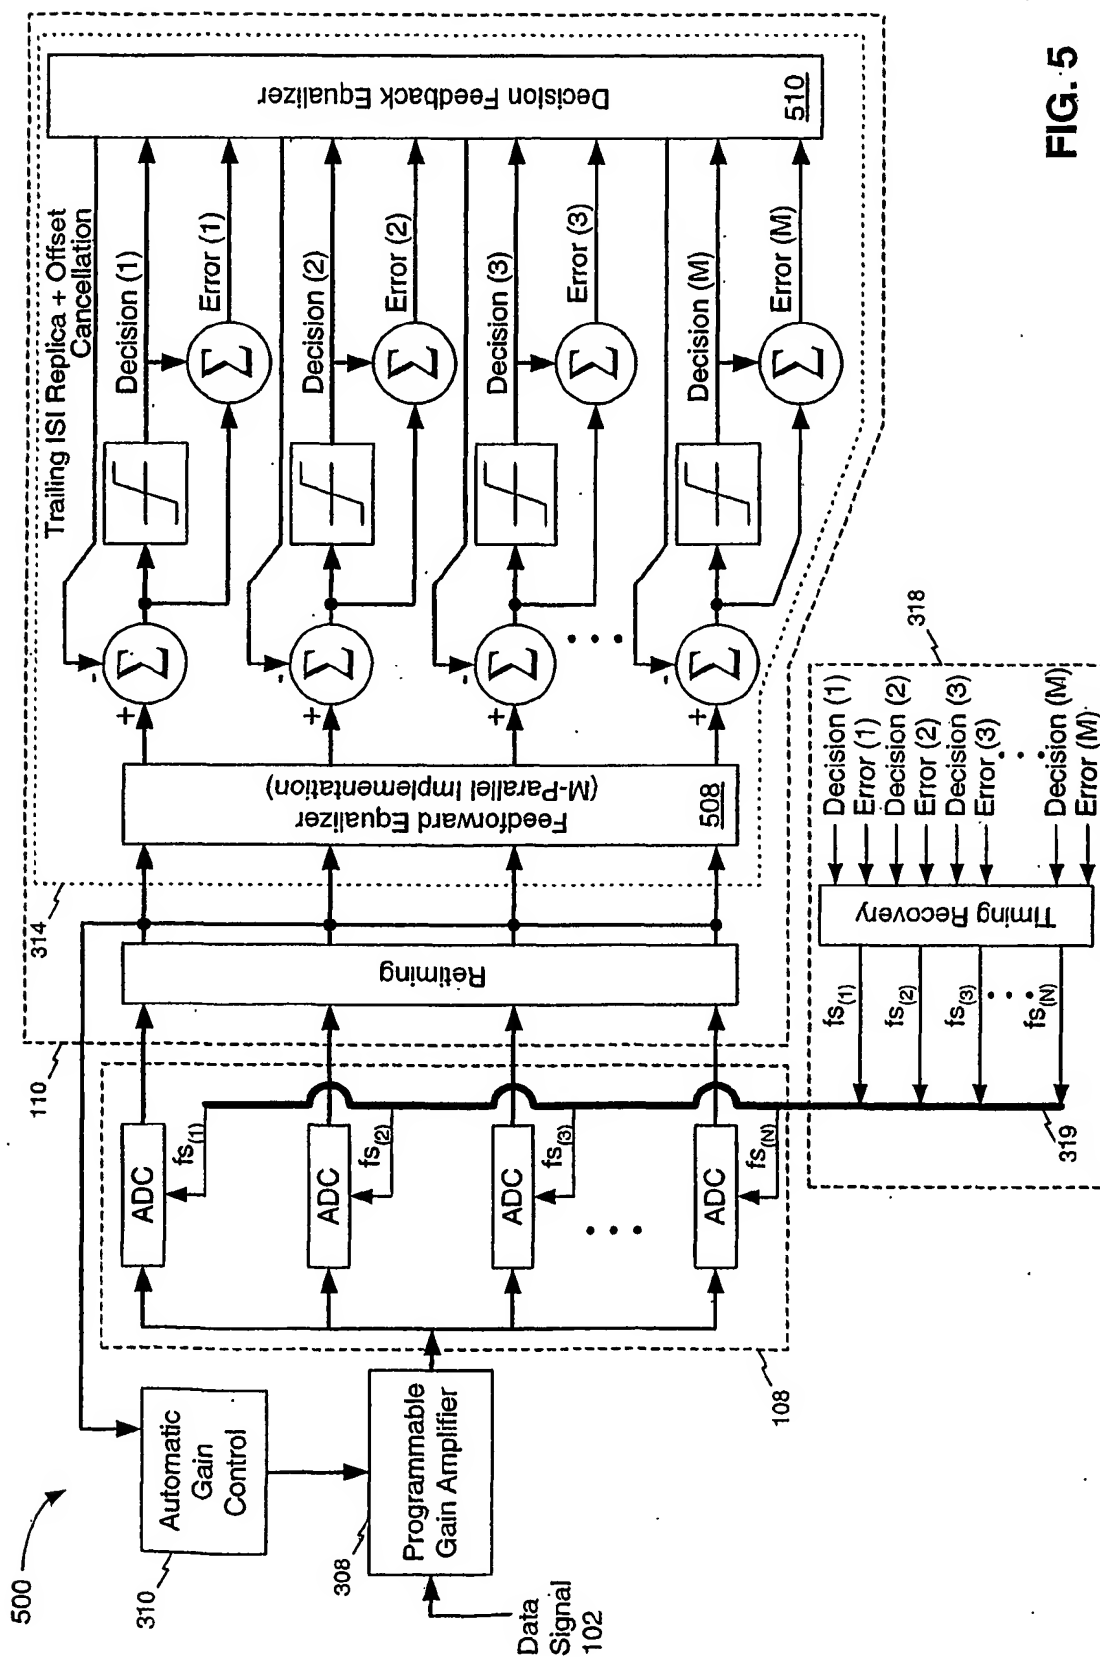 500
Automatic
Gain
Control
310
Programmable
Gain Amplifier
308
Data
Signal
102
108
ADC
fs(1)
ADC
fs(2)
ADC
fs(3)
• • •
ADC
fs(N)
110
314
Retiming
Feedforward Equalizer
(M-Parallel Implementation)
508
Trailing ISI Replica + Offset
Cancellation
+
-
Decision (1)
Error (1)
Σ
Σ
+
-
Decision (2)
Error (2)
Σ
Σ
+
-
Decision (3)
Error (3)
Σ
Σ
• • •
+
-
Decision (M)
Error (M)
Σ
Σ
Decision Feedback Equalizer
510
318
Decision (1)
Error (1)
Decision (2)
Error (2)
Decision (3)
Error (3)
• • •
Decision (M)
Error (M)
Timing Recovery
fs(1)
fs(2)
fs(3)
• • •
fs(N)
319
FIG. 5